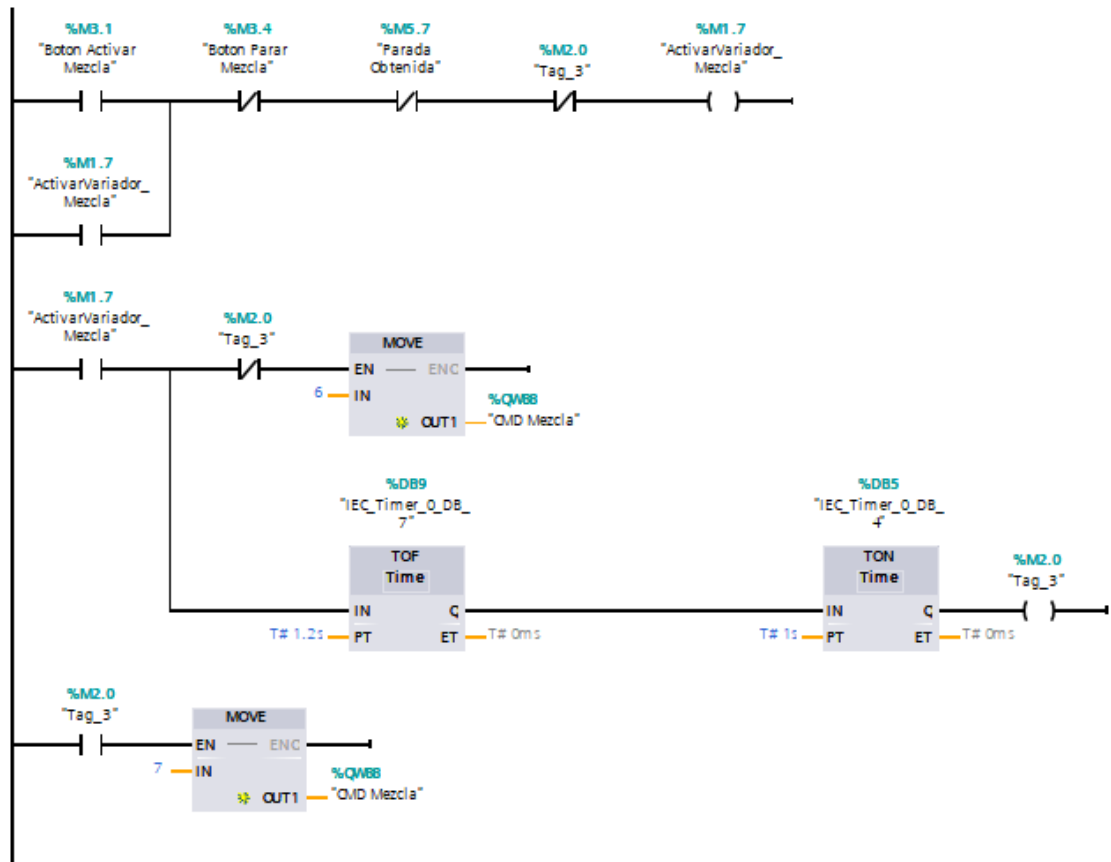 %M3.1
"Boton Activar
Mezcla"
%M3.4
"Boton Parar
Mezcla"
%M5.7
"Parada
Obtenida"
%M2.0
"Tag_3"
%M1.7
"ActivarVariador_
Mezcla"
%M1.7
"ActivarVariador_
Mezcla"
%M1.7
"ActivarVariador_
Mezcla"
%M2.0
"Tag_3"
MOVE
EN
ENO
6
IN
OUT1
%QW88
"CMD Mezcla"
%DB9
"IEC_Timer_0_DB_
7"
TOF
Time
IN
Q
T# 1.2s
PT
ET
T# 0ms
%DB5
"IEC_Timer_0_DB_
4"
TON
Time
IN
Q
T# 1s
PT
ET
T# 0ms
%M2.0
"Tag_3"
%M2.0
"Tag_3"
MOVE
EN
ENO
7
IN
OUT1
%QW88
"CMD Mezcla"